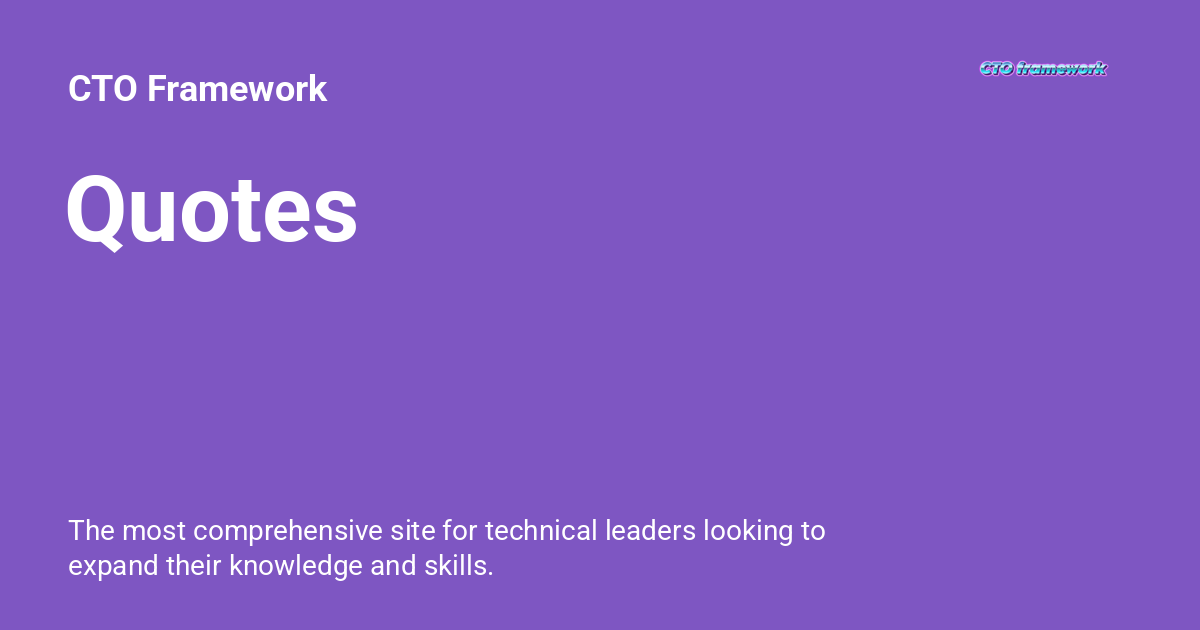 CTO Framework
CTO framework
Quotes
The most comprehensive site for technical leaders looking to
expand their knowledge and skills.